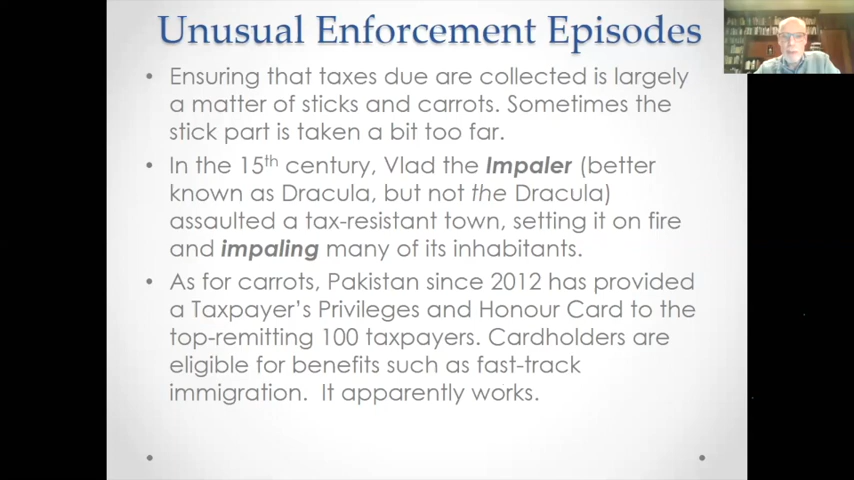 Unusual Enforcement Episodes
• Ensuring that taxes due are collected is largely
a matter of sticks and carrots. Sometimes the
stick part is taken a bit too far.
• In the 15th century, Vlad the Impaler (better
known as Dracula, but not the Dracula)
assaulted a tax-resistant town, setting it on fire
and impaling many of its inhabitants.
• As for carrots, Pakistan since 2012 has provided
a Taxpayer's Privileges and Honour Card to the
top-remitting 100 taxpayers. Cardholders are
eligible for benefits such as fast-track
immigration.  It apparently works.